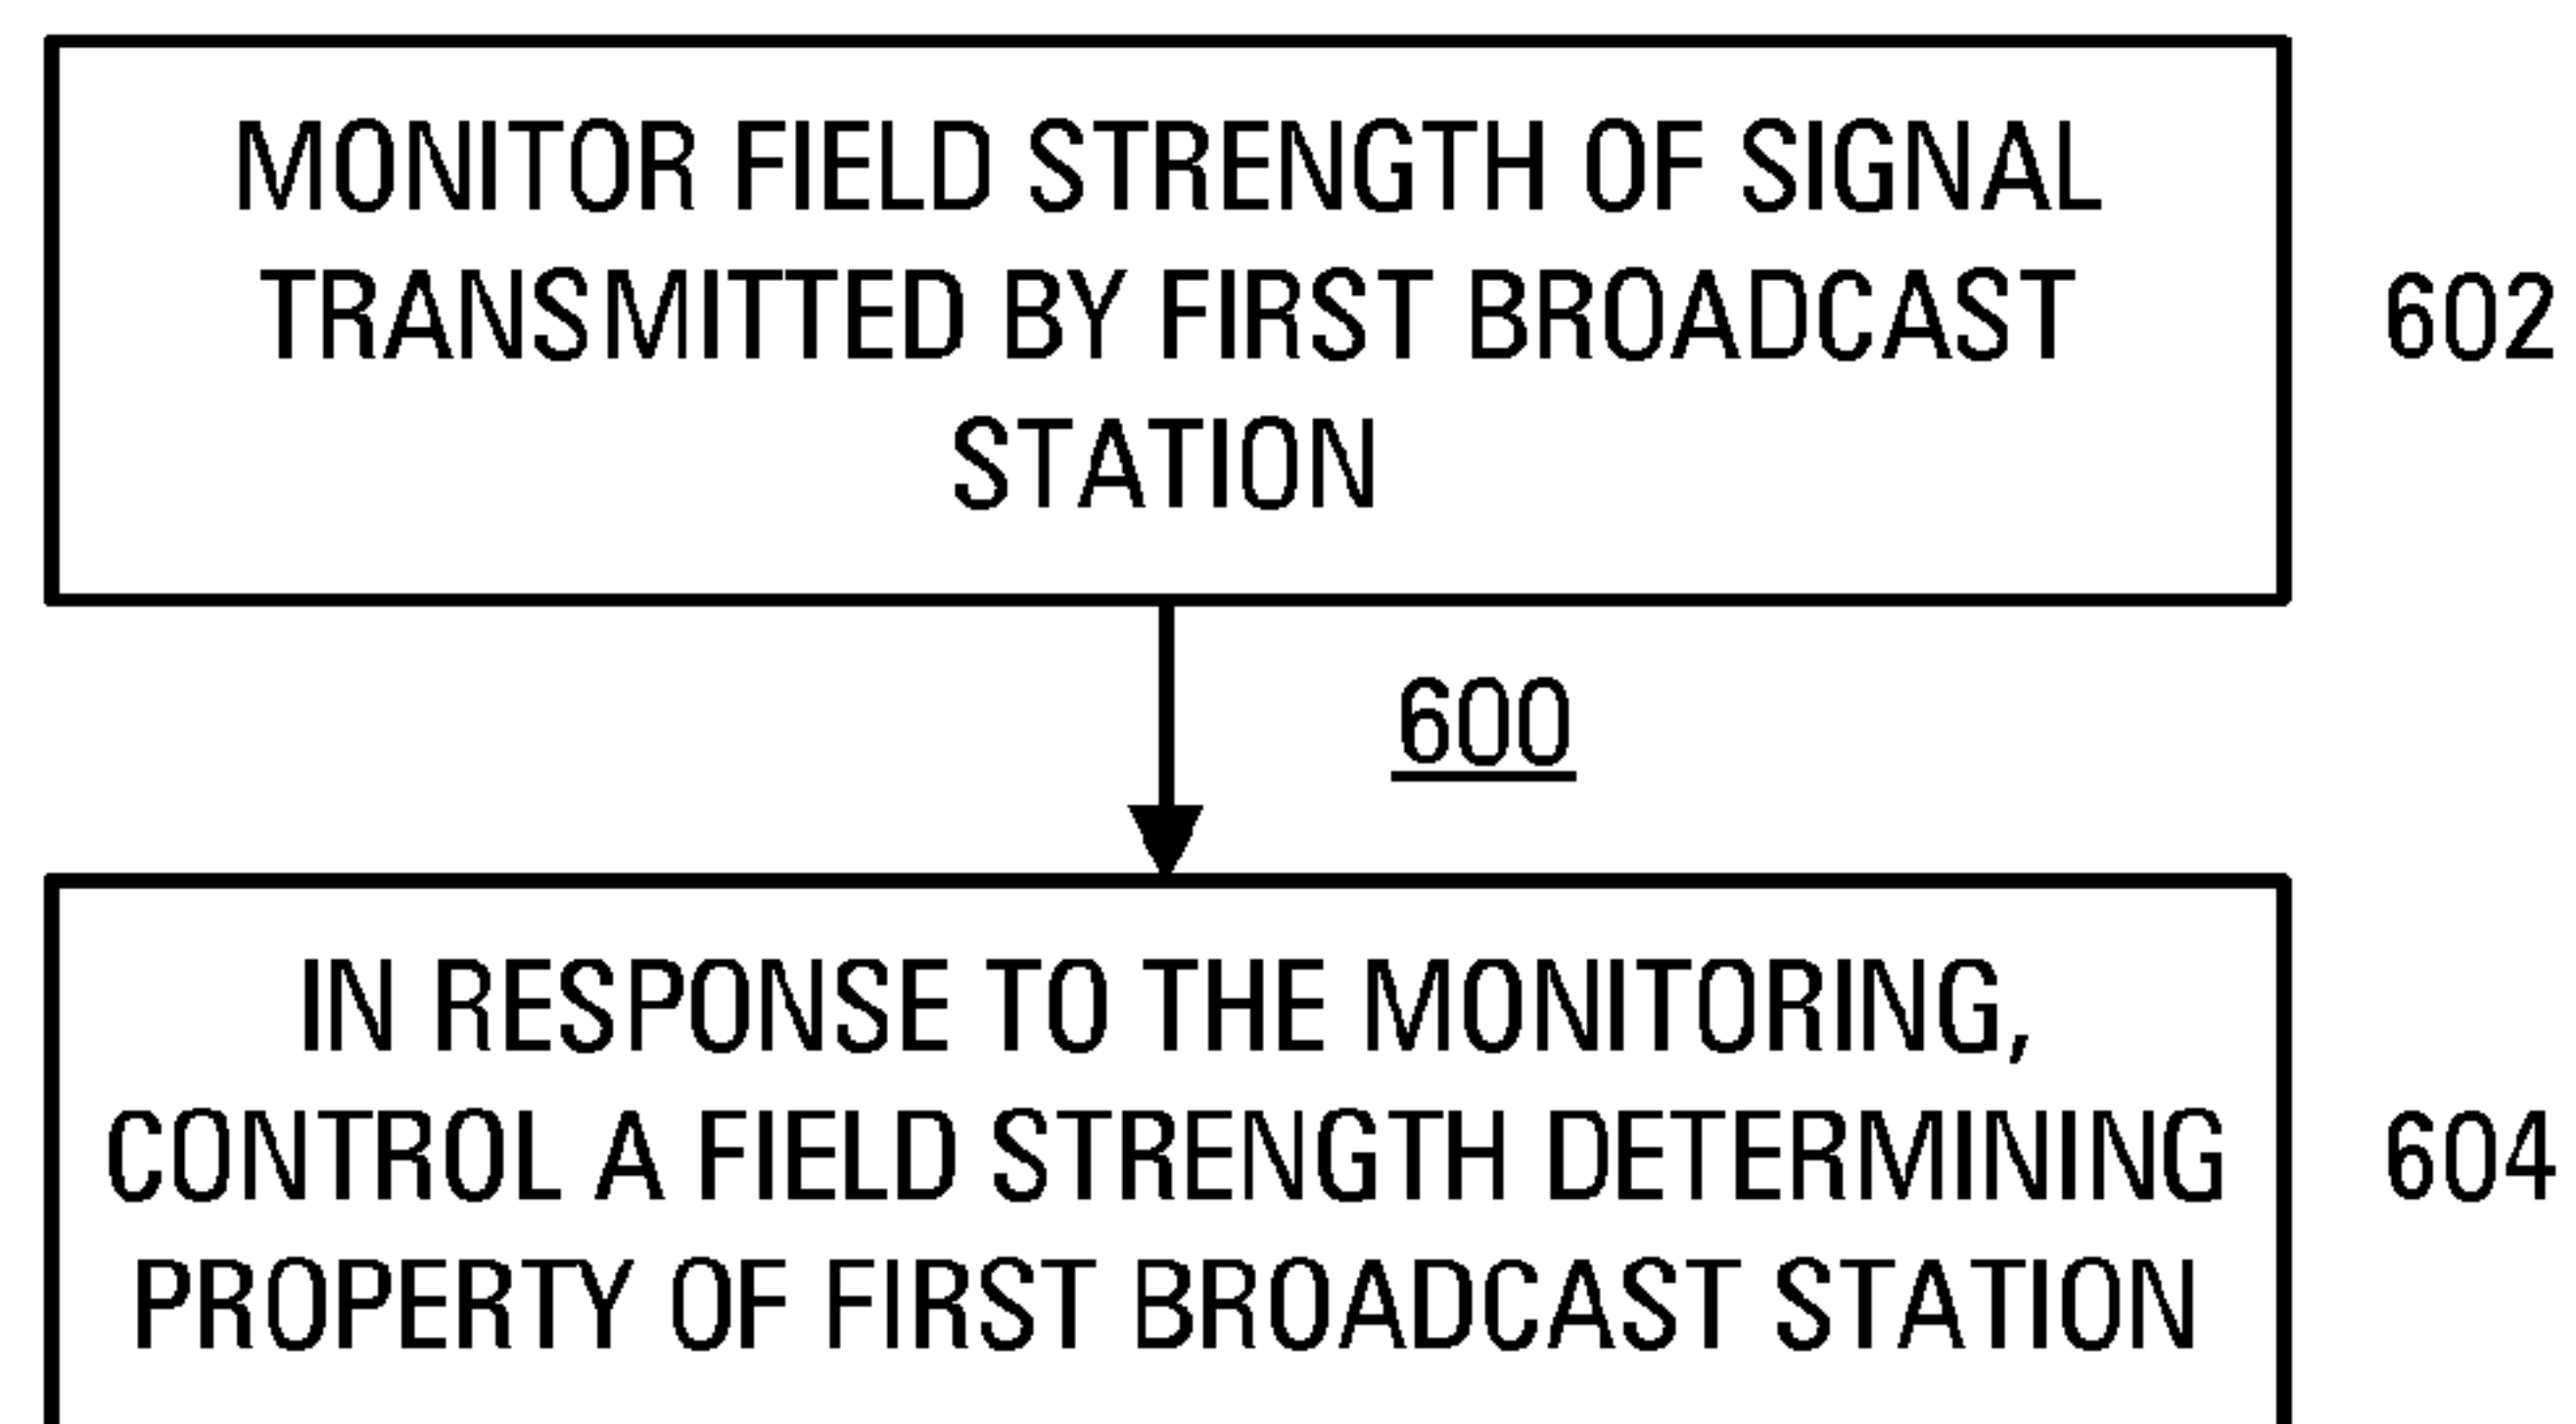 MONITOR FIELD STRENGTH OF SIGNAL
TRANSMITTED BY FIRST BROADCAST
STATION
602
600
IN RESPONSE TO THE MONITORING,
CONTROL A FIELD STRENGTH DETERMINING
PROPERTY OF FIRST BROADCAST STATION
604